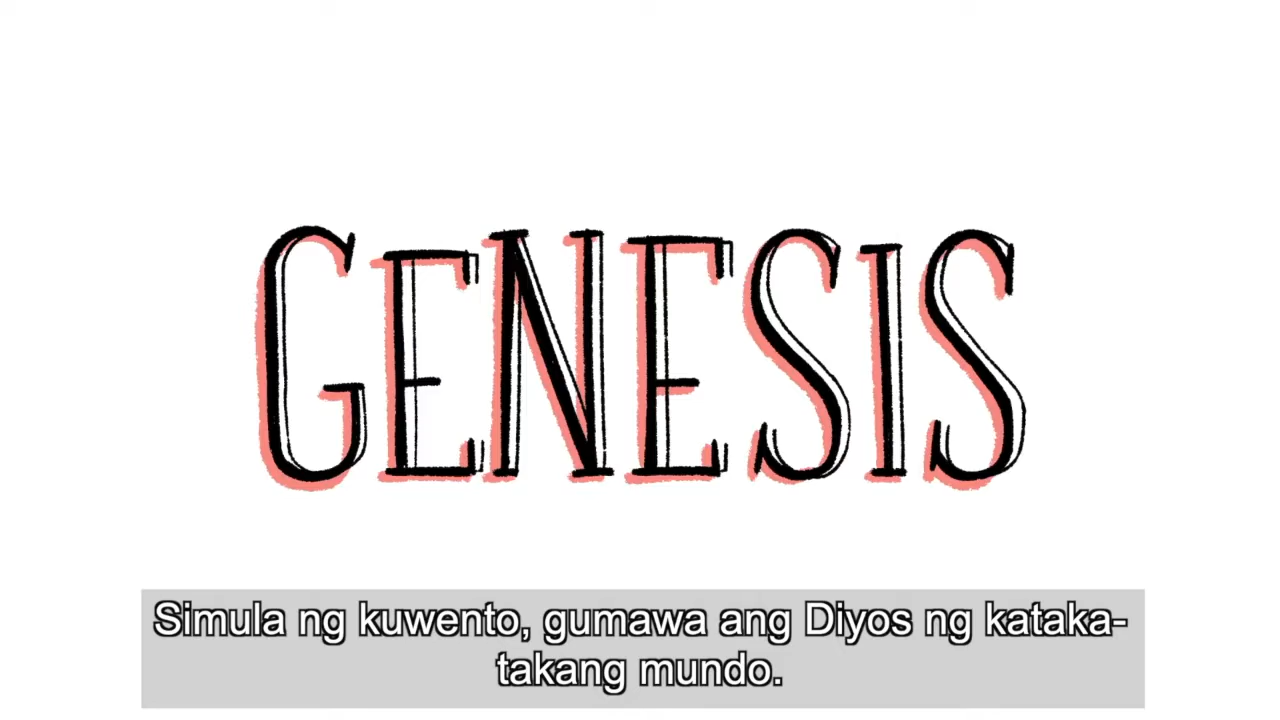 GENESIS
Simula ng kuwento, gumawa ang Diyos ng kataka-
takang mundo.